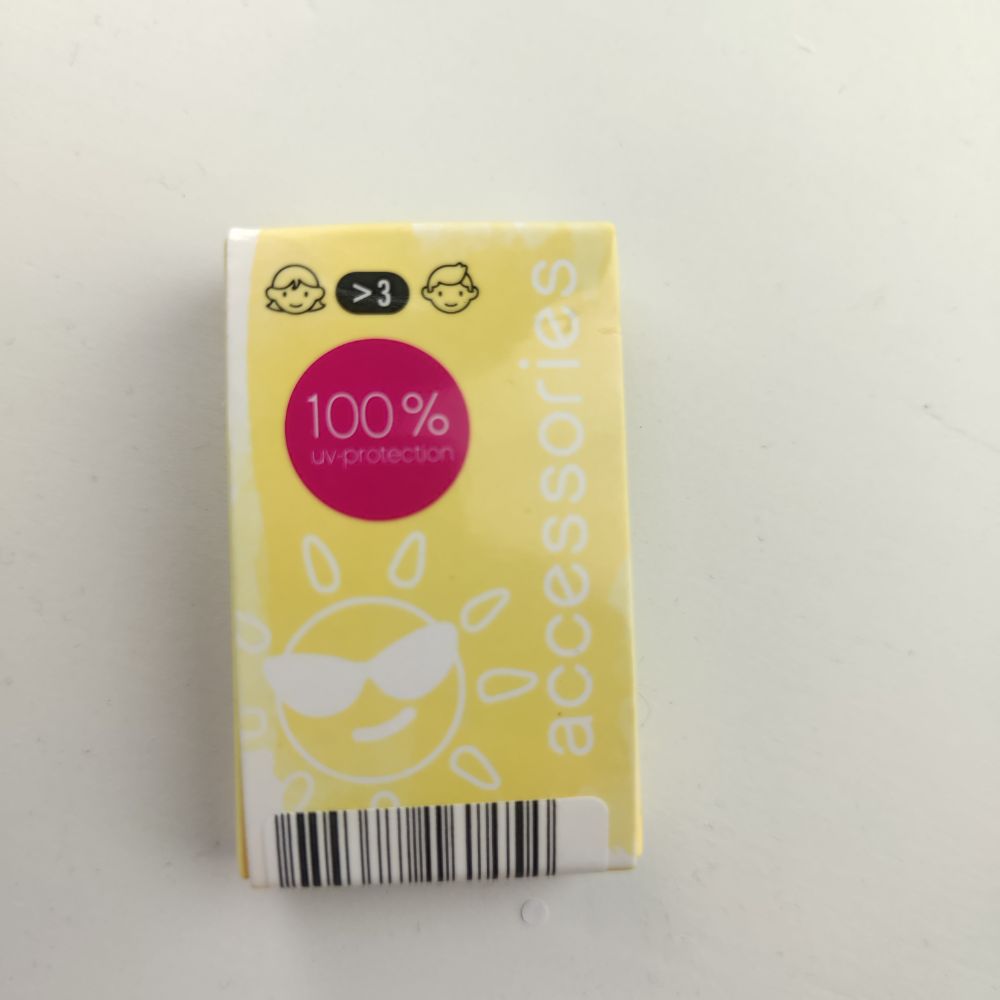 > 3
100 %
uv-protection
accessories